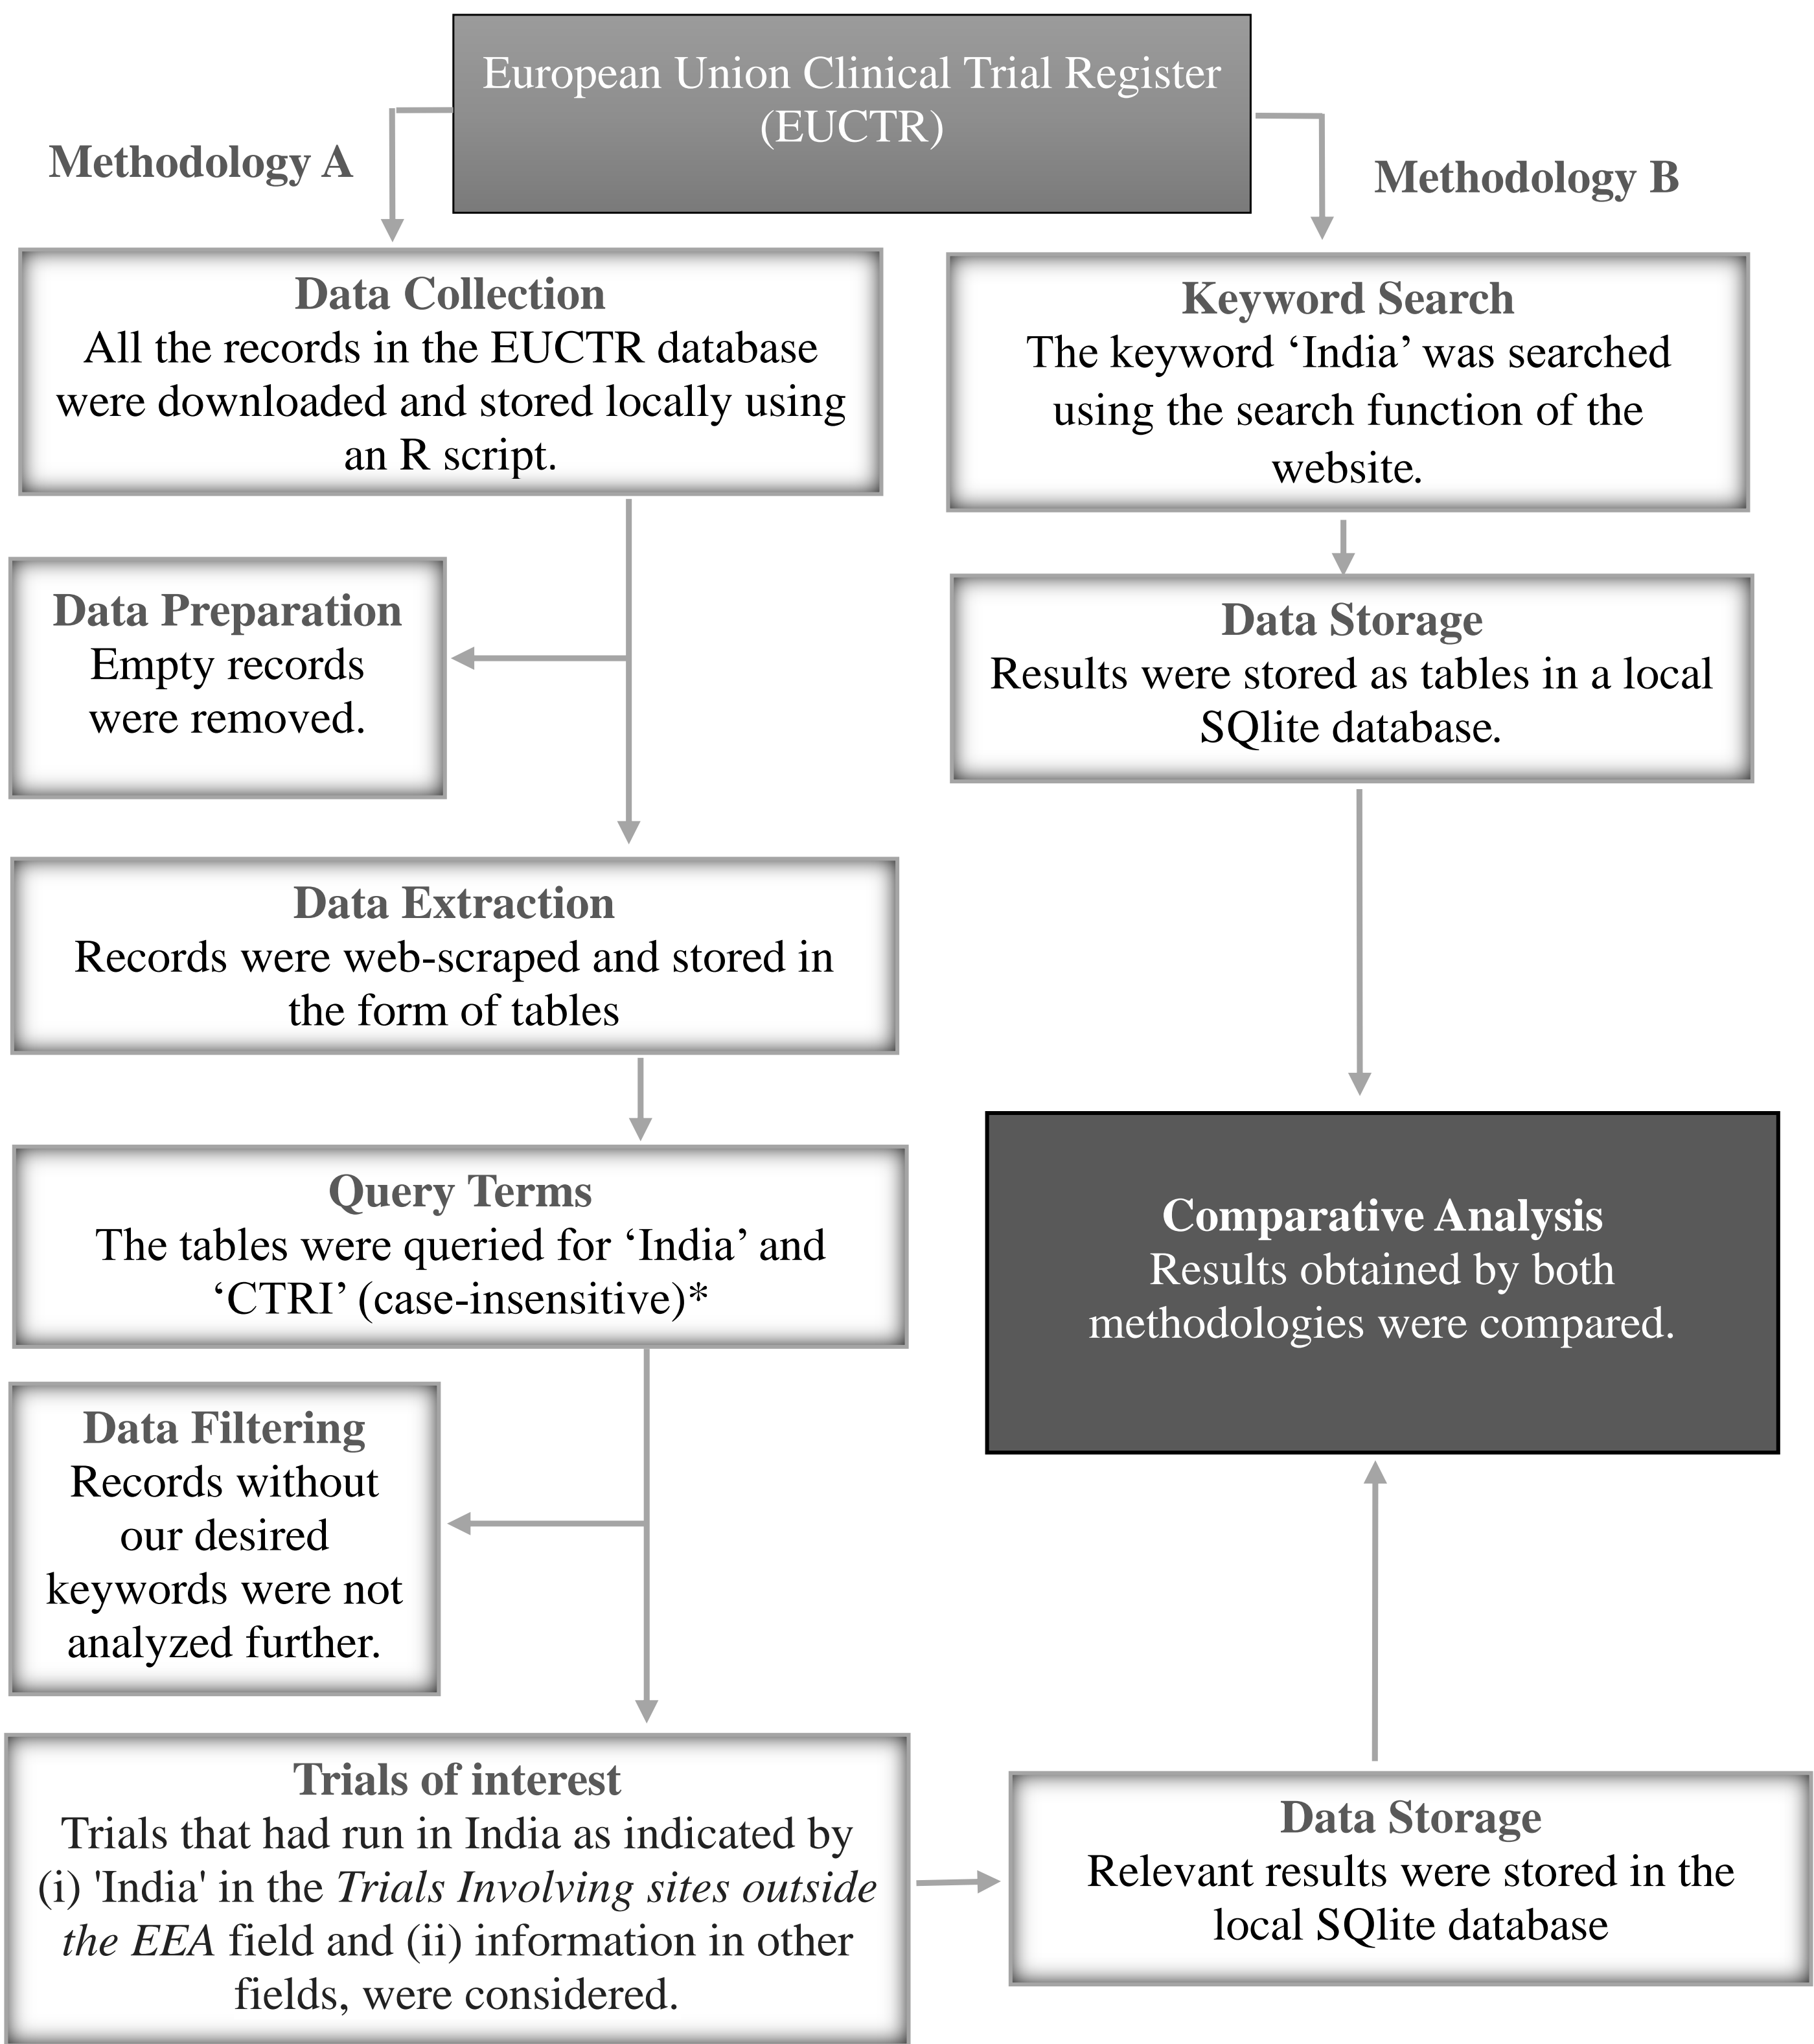 European Union Clinical Trial Register
(EUCTR)
Methodology A
Methodology B
Data Collection
All the records in the EUCTR database
were downloaded and stored locally using
an R script.
Data Preparation
Empty records
were removed.
Data Extraction
Records were web-scraped and stored in
the form of tables
Query Terms
The tables were queried for ‘India’ and
‘CTRI’ (case-insensitive)*
Data Filtering
Records without
our desired
keywords were not
analyzed further.
Trials of interest
Trials that had run in India as indicated by
(i) 'India' in the Trials Involving sites outside
the EEA field and (ii) information in other
fields, were considered.
Keyword Search
The keyword ‘India’ was searched
using the search function of the
website.
Data Storage
Results were stored as tables in a local
SQlite database.
Comparative Analysis
Results obtained by both
methodologies were compared.
Data Storage
Relevant results were stored in the
local SQlite database